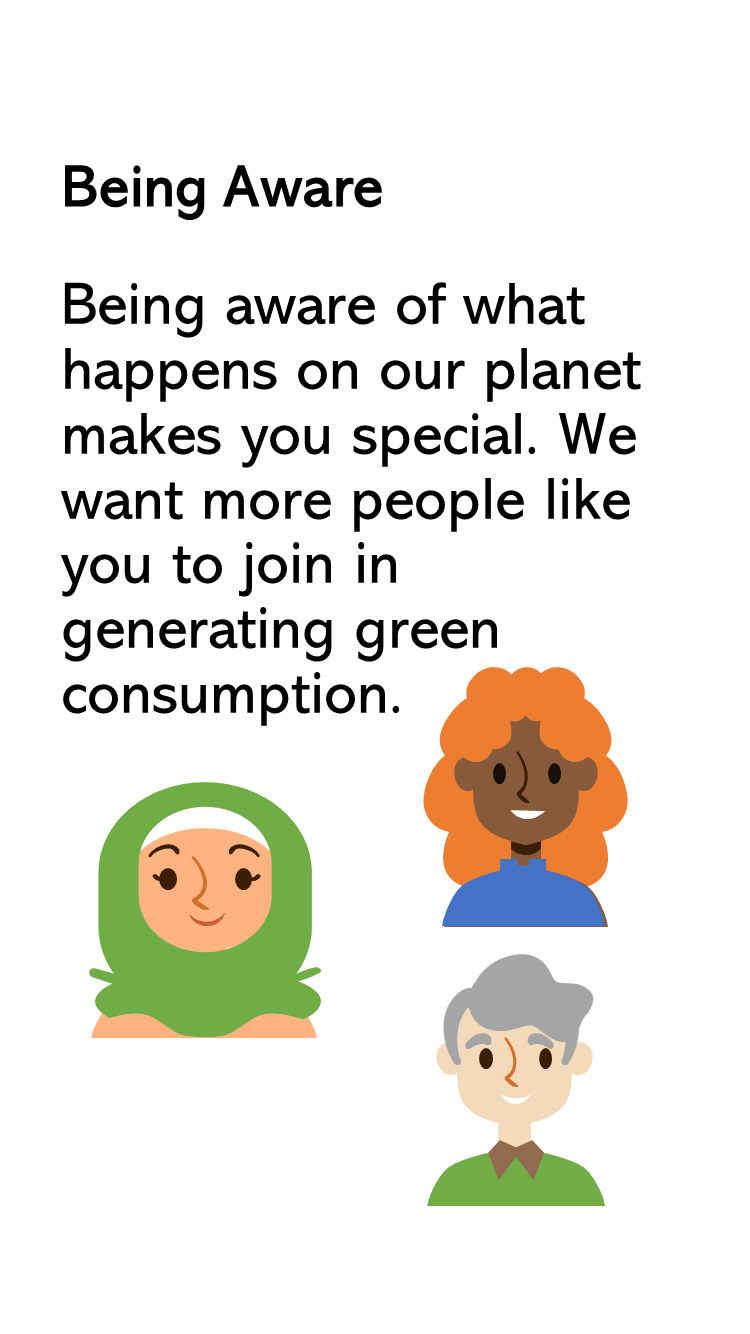 Being Aware
Being aware of what
happens on our planet
makes you special. We
want more people like
you to join in
generating green
consumption.